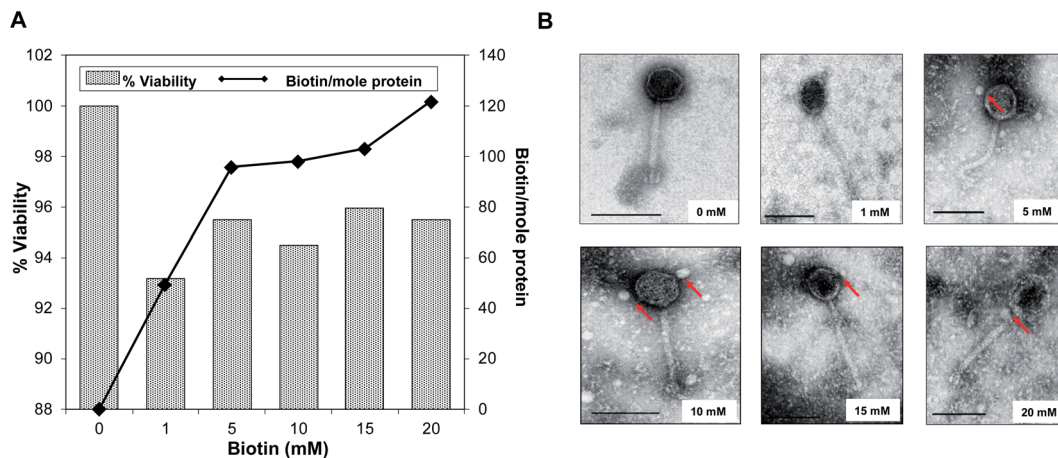 A
B
102
100
98
96
94
92
90
88
% Viability
% Viability
Biotin/mole protein
140
120
100
80
60
40
20
0
Biotin/mole protein
0 1 5 10 15 20
Biotin (mM)
0 mM
1 mM
5 mM
10 mM
15 mM
20 mM